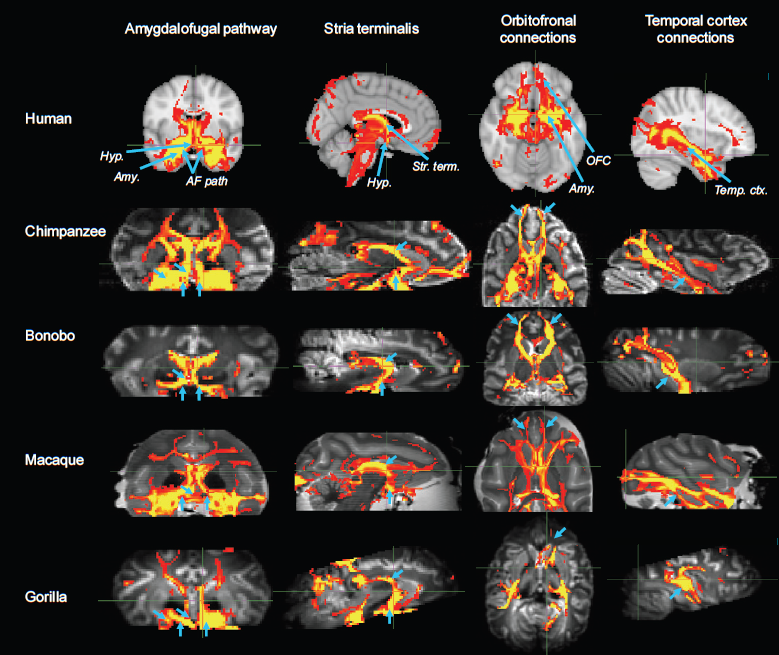 Amygdalofugal pathway
Stria terminalis
Orbitofronal
connections
Temporal cortex
connections
Human
Hyp.
Amy.
AF path
Str. term.
Hyp.
OFC
Amy.
Temp. ctx.
Chimpanzee
Bonobo
Macaque
Gorilla